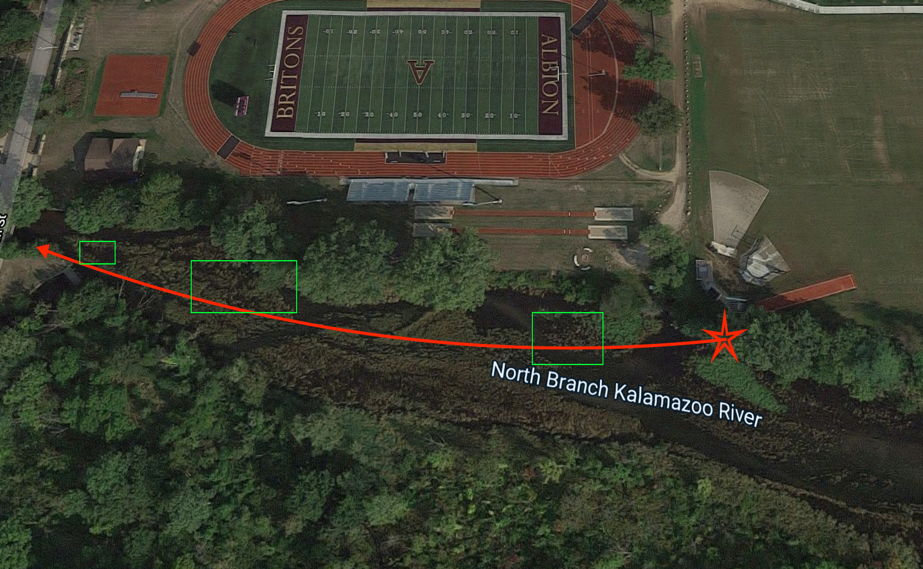 BRITONS
A
ALBION
North Branch Kalamazoo River